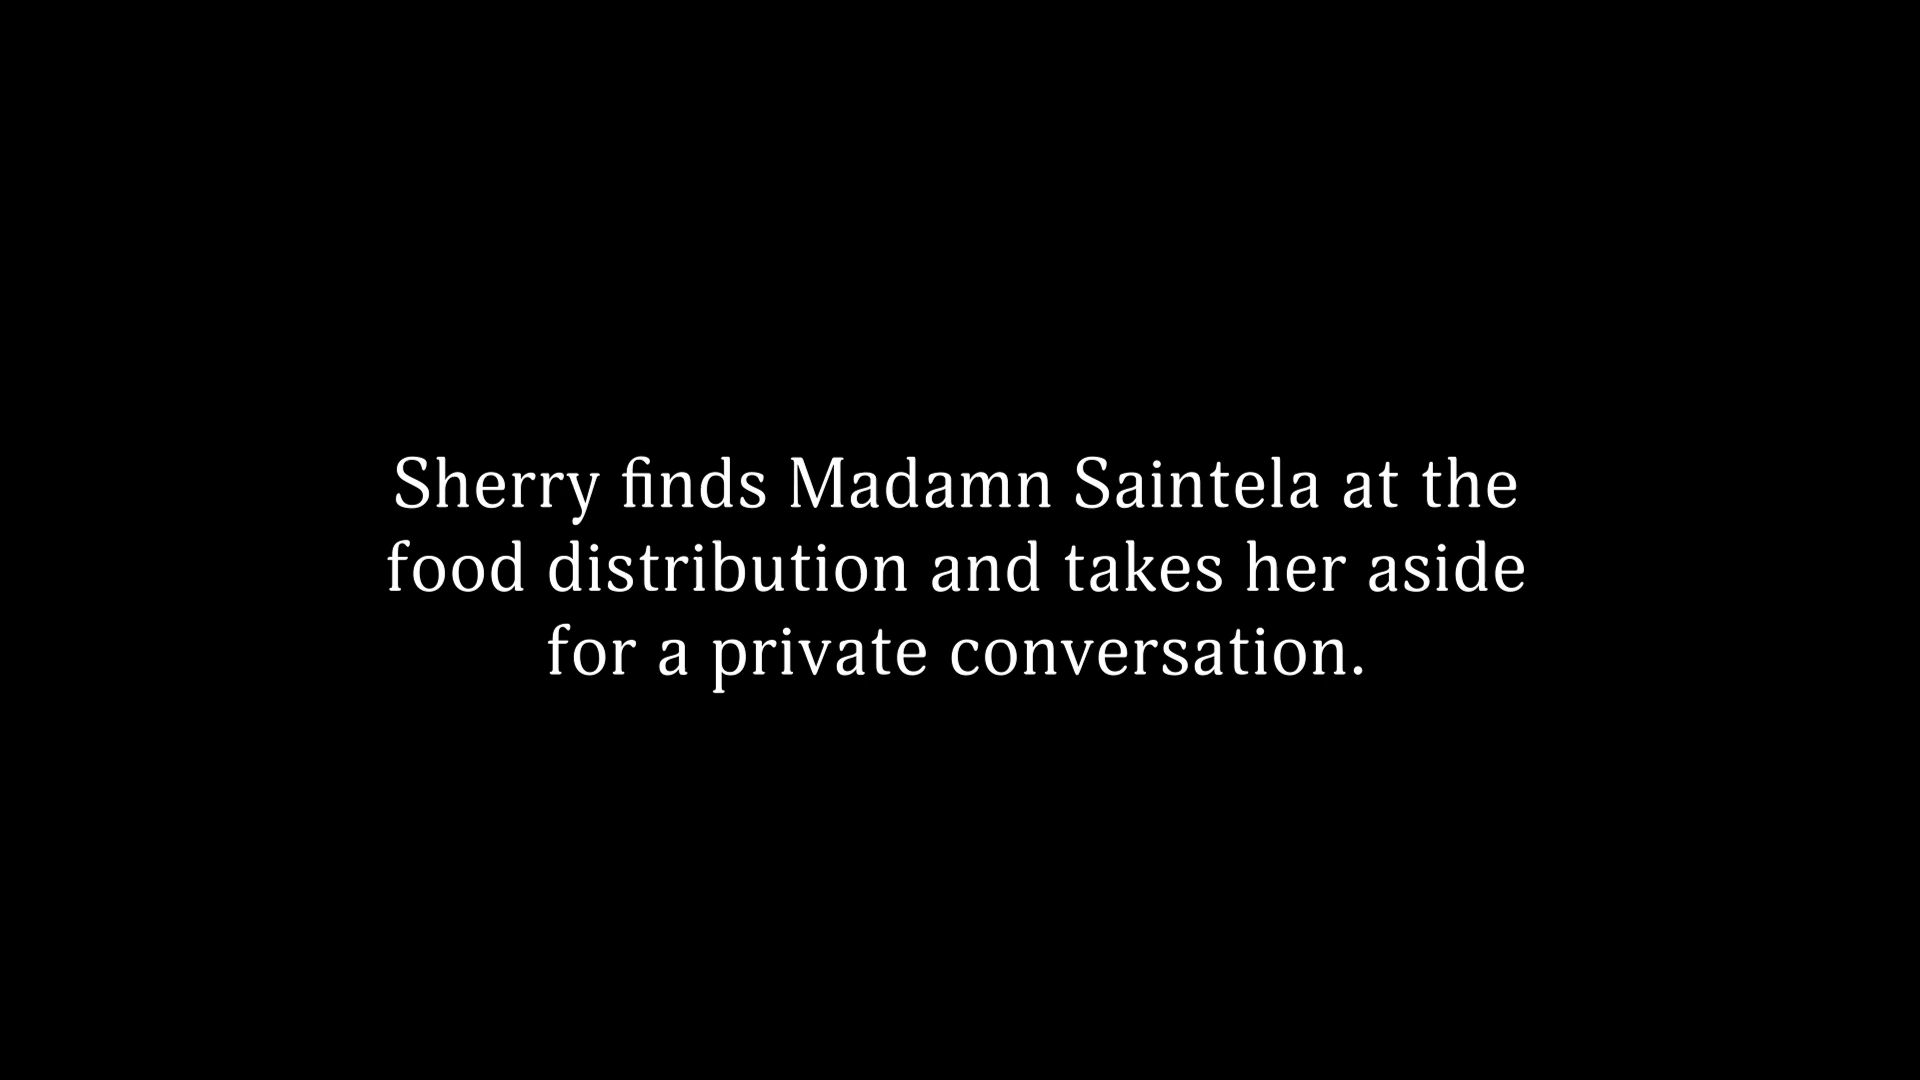 Sherry finds Madamn Saintela at the
food distribution and takes her aside
for a private conversation.